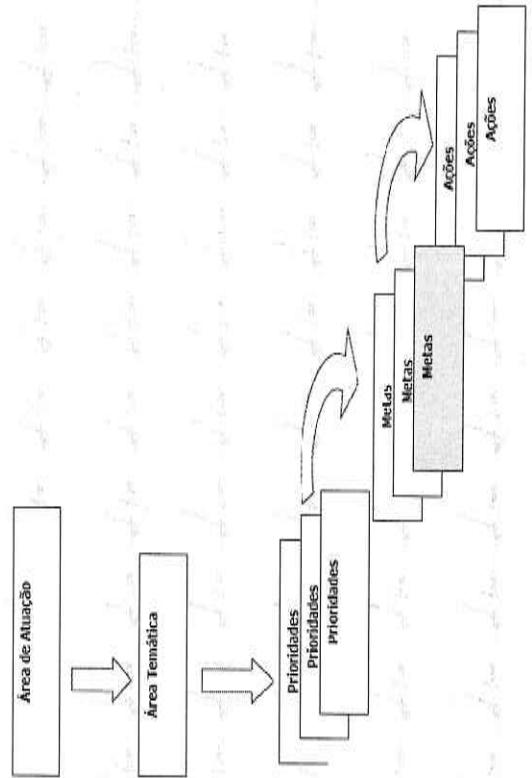 Área de Atuação
Área Temática
Prioridades
Prioridades
Prioridades
Metas
Metas
Metas
Ações
Ações
Ações